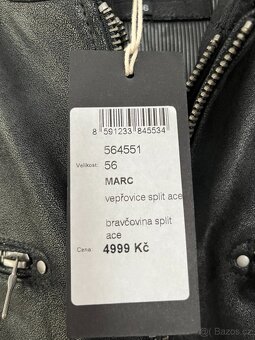 8 591233 845534
564551
Velikost: 56
MARC
vepřovice split ace
bravčovina split
ace
Cena: 4999 Kč
Bazos.cz